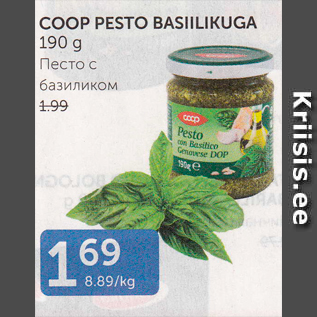 COOP PESTO BASIILIKUGA
190 g
Песто с
базиликом
1.99
coop
Pesto
con Basilico
Genovese DOP
190g ℮
1 69
8.89/kg
Kriisis.ee